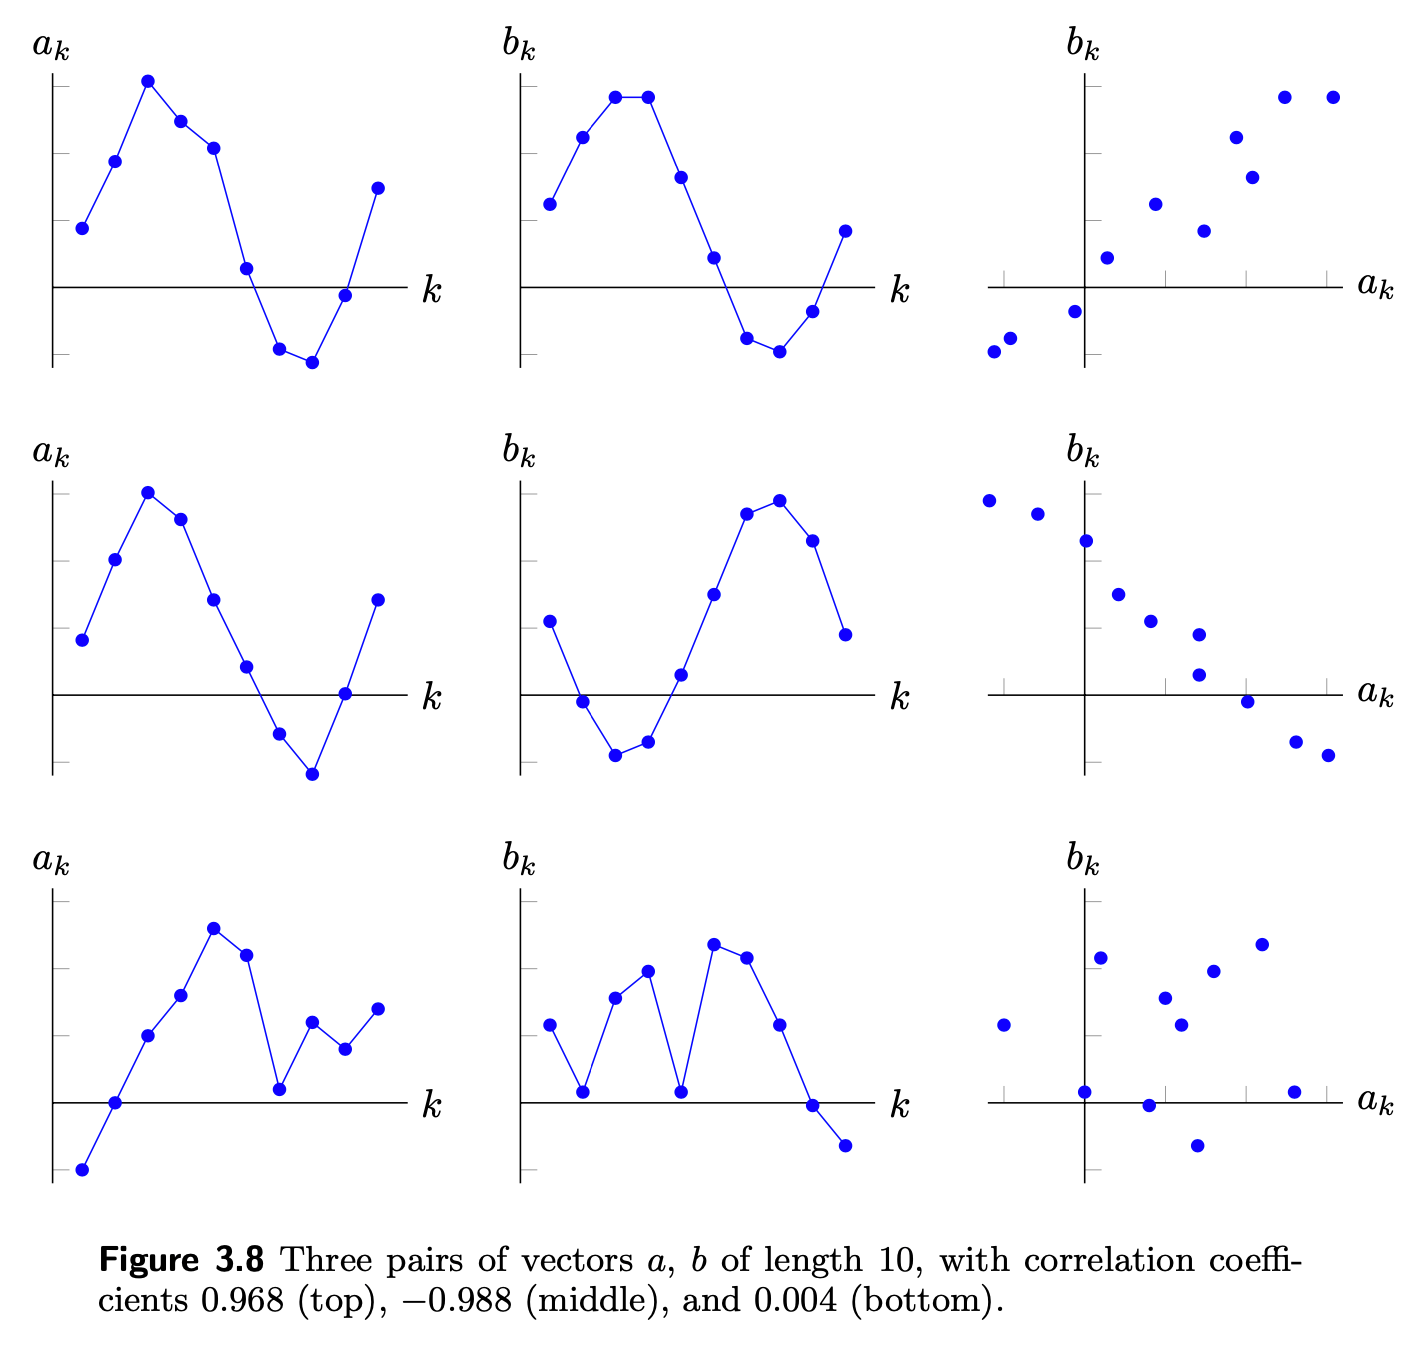 a_k b_k b_k
k k a_k
a_k b_k b_k
k k a_k
a_k b_k b_k
k k a_k
Figure 3.8 Three pairs of vectors a, b of length 10, with correlation coeffi-
cients 0.968 (top), −0.988 (middle), and 0.004 (bottom).